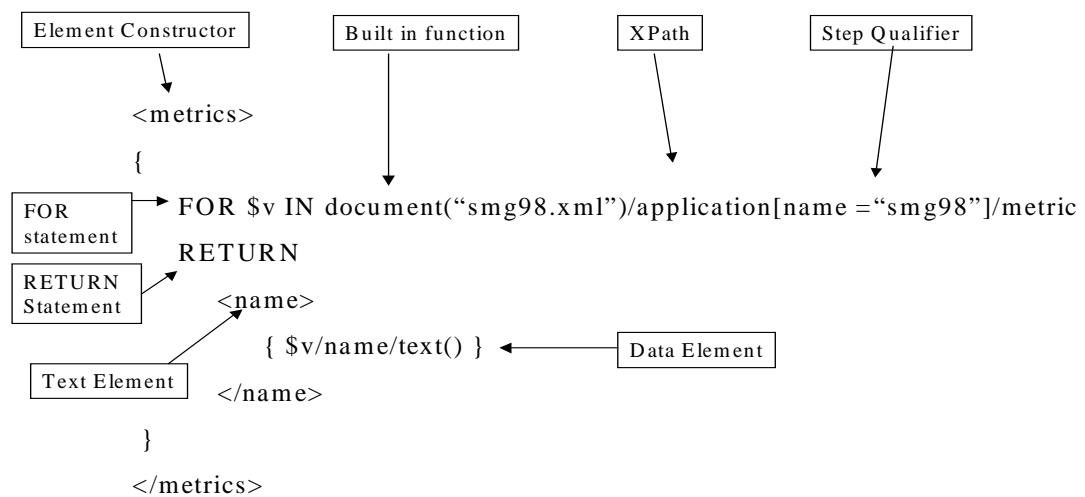 Element Constructor
Built in function
XPath
Step Qualifier
<metrics>
{
FOR
statement
FOR $v IN document(“smg98.xml”)/application[name =“smg98”]/metric
RETURN
RETURN
Statement
<name>
{ $v/name/text() }
Data Element
Text Element
</name>
}
</metrics>